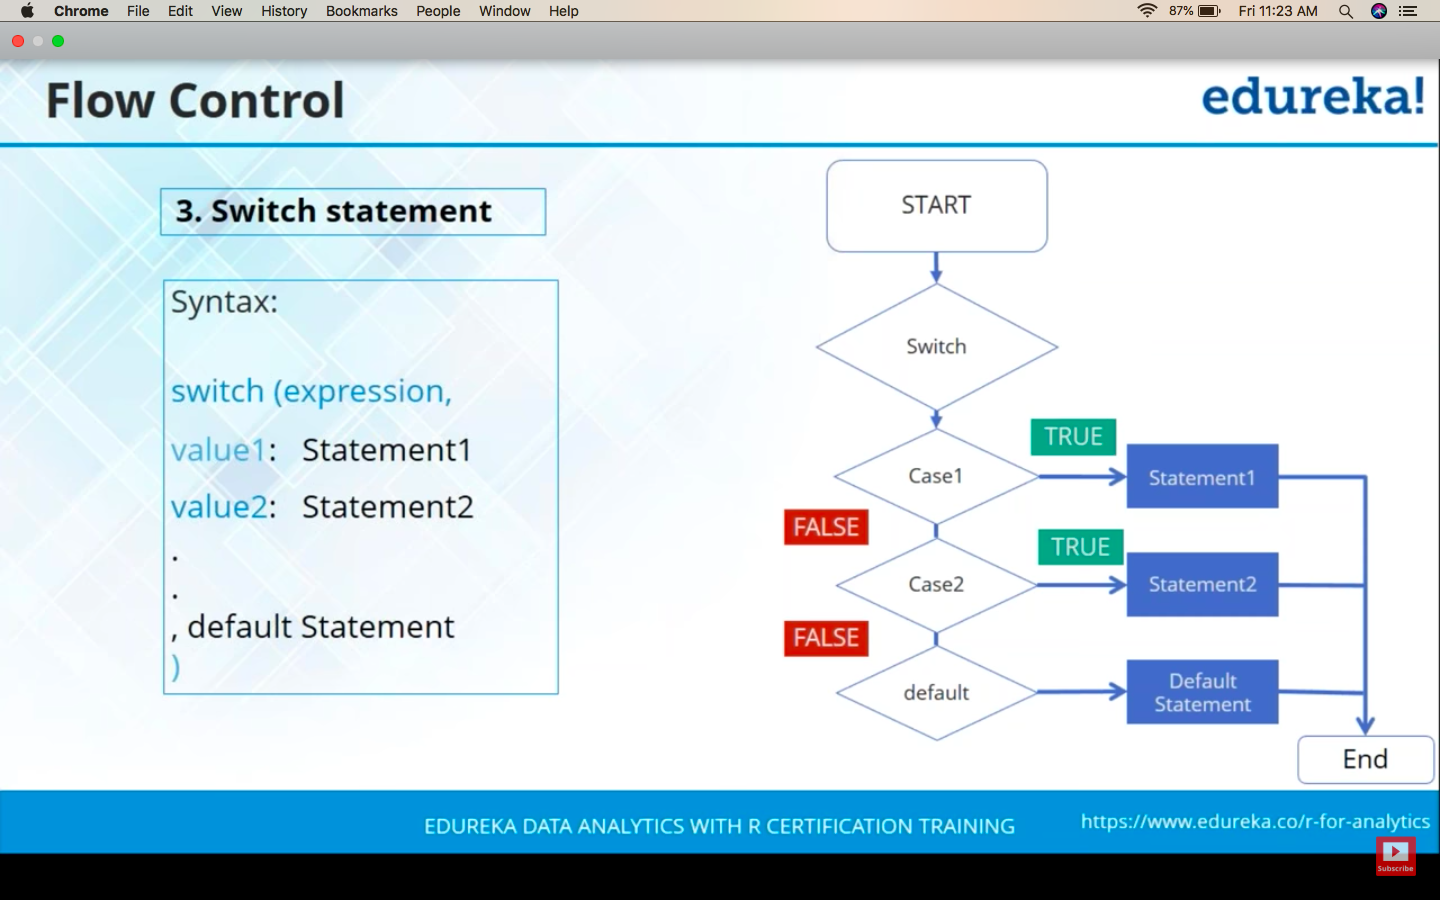 Chrome File Edit View History Bookmarks People Window Help 87% Fri 11:23 AM
Flow Control
edureka!
3. Switch statement
Syntax:
switch (expression,
value1: Statement1
value2: Statement2
.
.
, default Statement
)
START
Switch
TRUE
Case1
Statement1
FALSE
TRUE
Case2
Statement2
FALSE
default
Default
Statement
End
EDUREKA DATA ANALYTICS WITH R CERTIFICATION TRAINING
https://www.edureka.co/r-for-analytics
Subscribe